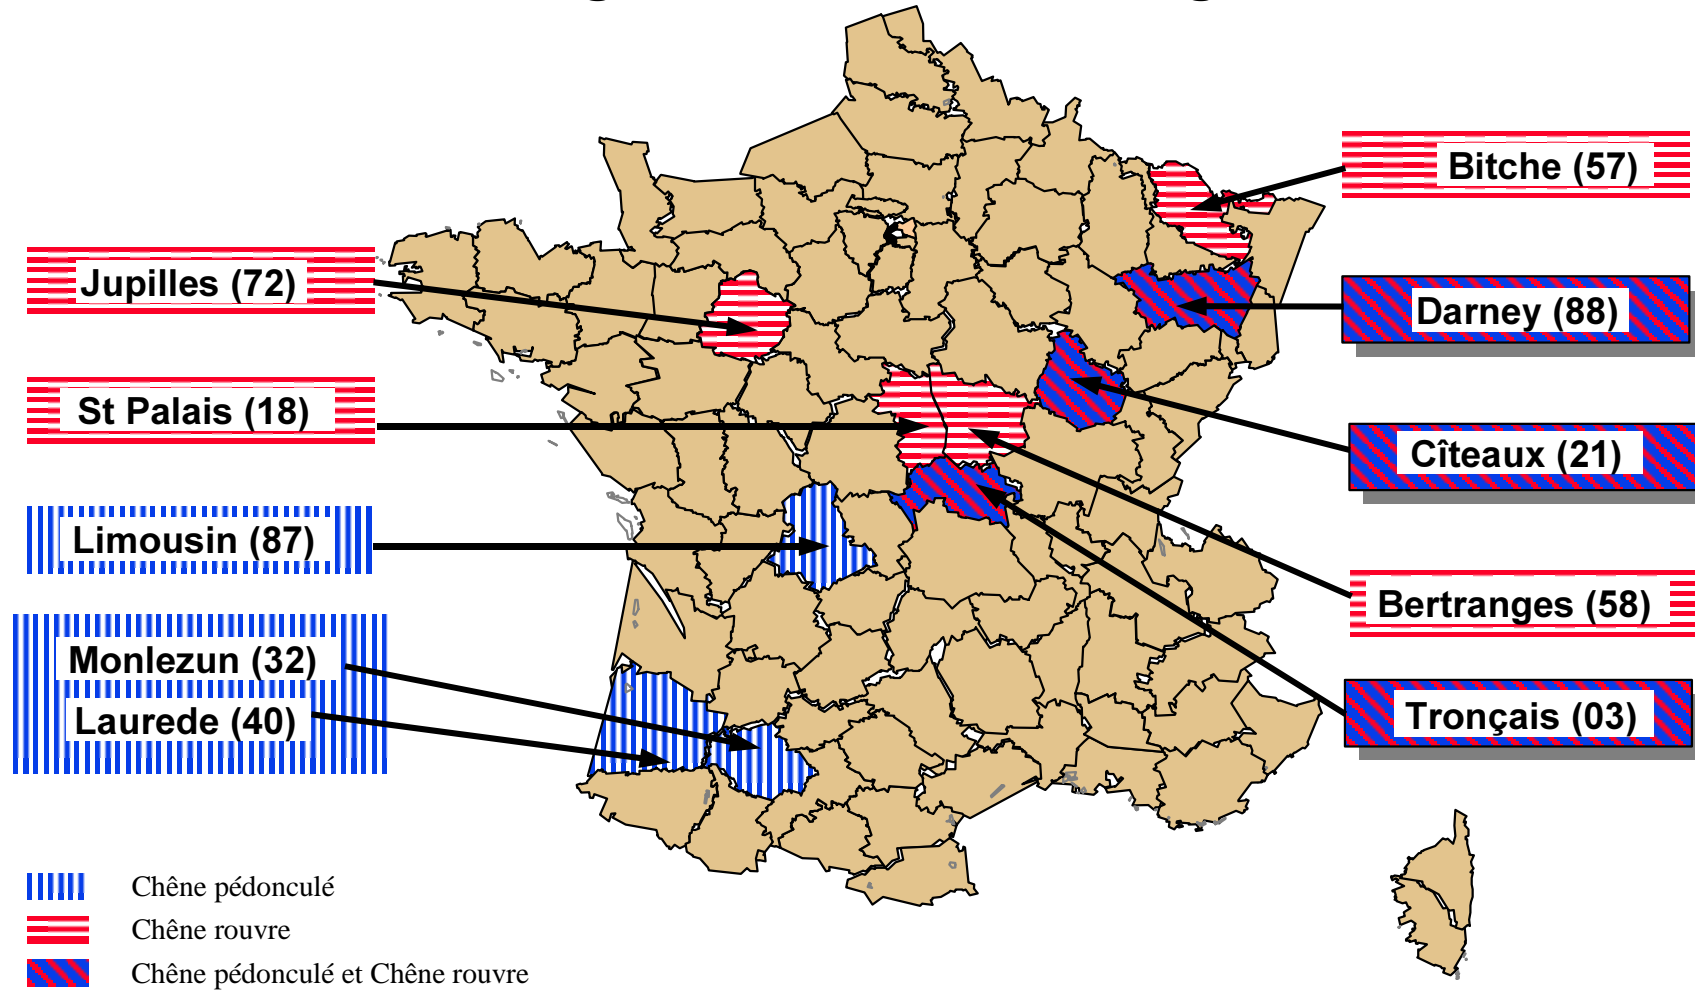 Jupilles (72)
St Palais (18)
Limousin (87)
Monlezun (32)
Laurede (40)
Bitche (57)
Darney (88)
Cîteaux (21)
Bertranges (58)
Tronçais (03)
Chêne pédonculé
Chêne rouvre
Chêne pédonculé et Chêne rouvre